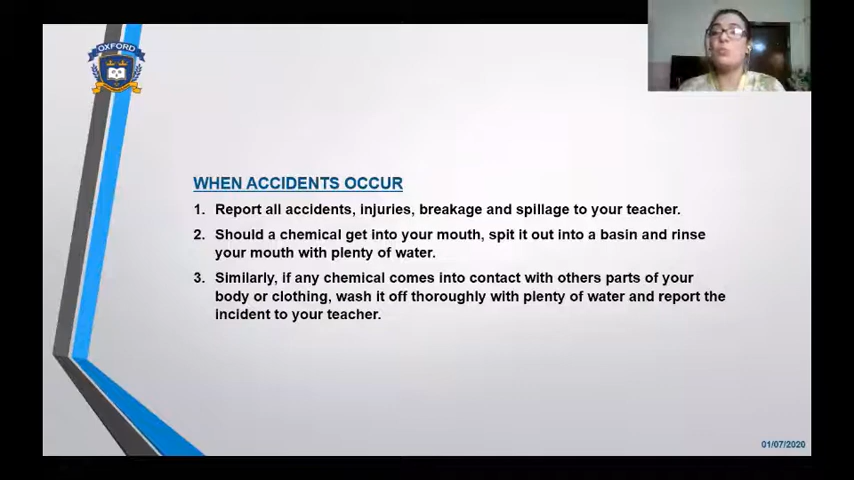 OXFORD
WHEN ACCIDENTS OCCUR
1. Report all accidents, injuries, breakage and spillage to your teacher.
2. Should a chemical get into your mouth, spit it out into a basin and rinse
your mouth with plenty of water.
3. Similarly, if any chemical comes into contact with others parts of your
body or clothing, wash it off thoroughly with plenty of water and report the
incident to your teacher.
01/07/2020